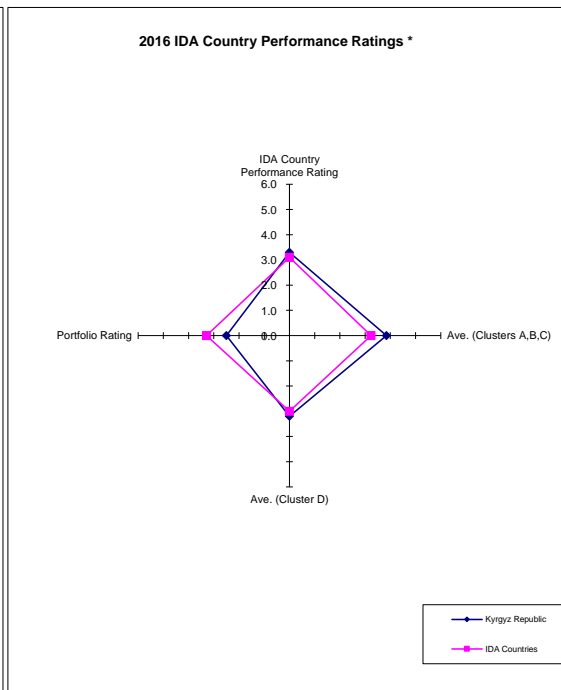 2016 IDA Country Performance Ratings *
IDA Country
Performance Rating
6.0
5.0
4.0
3.0
2.0
1.0
0.0
Portfolio Rating
Ave. (Clusters A,B,C)
Ave. (Cluster D)
Kyrgyz Republic
IDA Countries